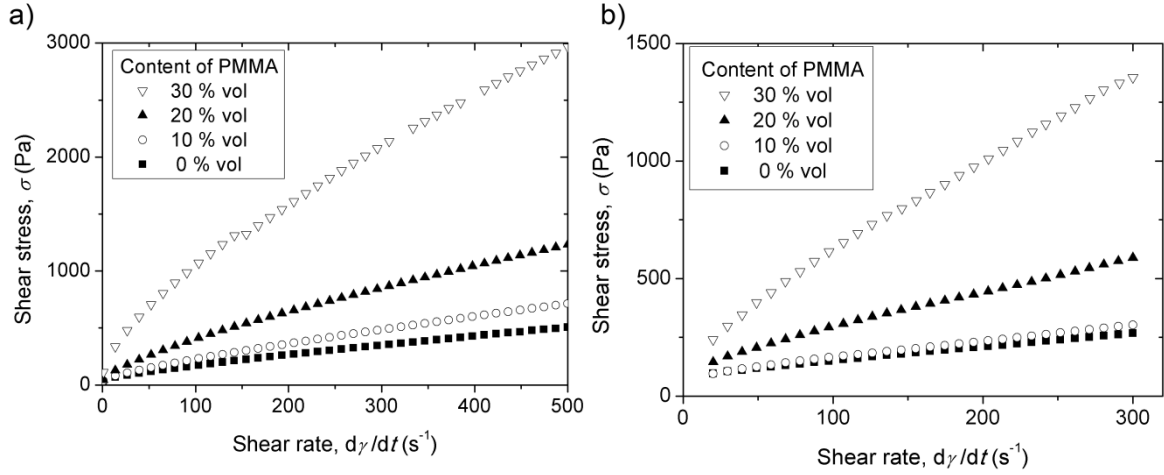 a)
3000
2000
1000
0
Shear stress, σ (Pa)
Content of PMMA
30 % vol
20 % vol
10 % vol
0 % vol
0 100 200 300 400 500
Shear rate, dγ/dt (s⁻¹)
b)
1500
1000
500
0
Shear stress, σ (Pa)
Content of PMMA
30 % vol
20 % vol
10 % vol
0 % vol
0 100 200 300
Shear rate, dγ/dt (s⁻¹)